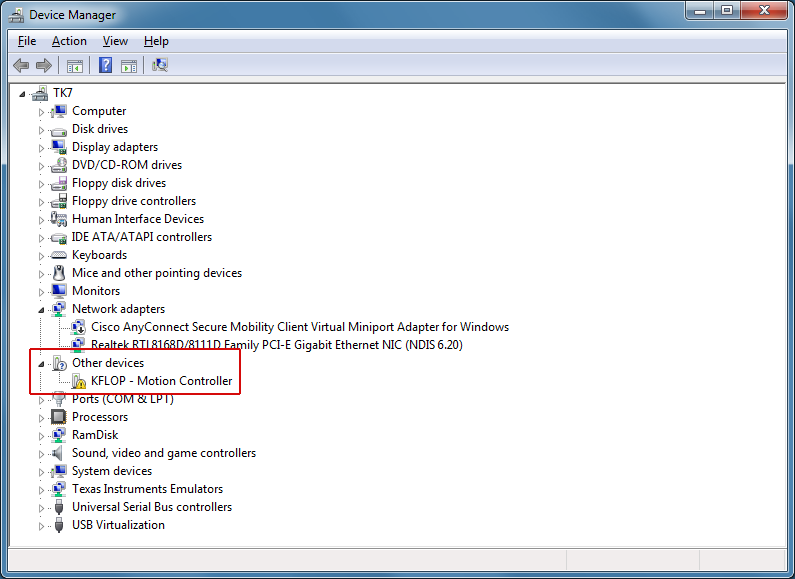 Device Manager
File Action View Help
TK7
Computer
Disk drives
Display adapters
DVD/CD-ROM drives
Floppy disk drives
Floppy drive controllers
Human Interface Devices
IDE ATA/ATAPI controllers
Keyboards
Mice and other pointing devices
Monitors
Network adapters
Cisco AnyConnect Secure Mobility Client Virtual Miniport Adapter for Windows
Realtek RTL8168D/8111D Family PCI-E Gigabit Ethernet NIC (NDIS 6.20)
Other devices
KFLOP - Motion Controller
Ports (COM & LPT)
Processors
RamDisk
Sound, video and game controllers
System devices
Texas Instruments Emulators
Universal Serial Bus controllers
USB Virtualization